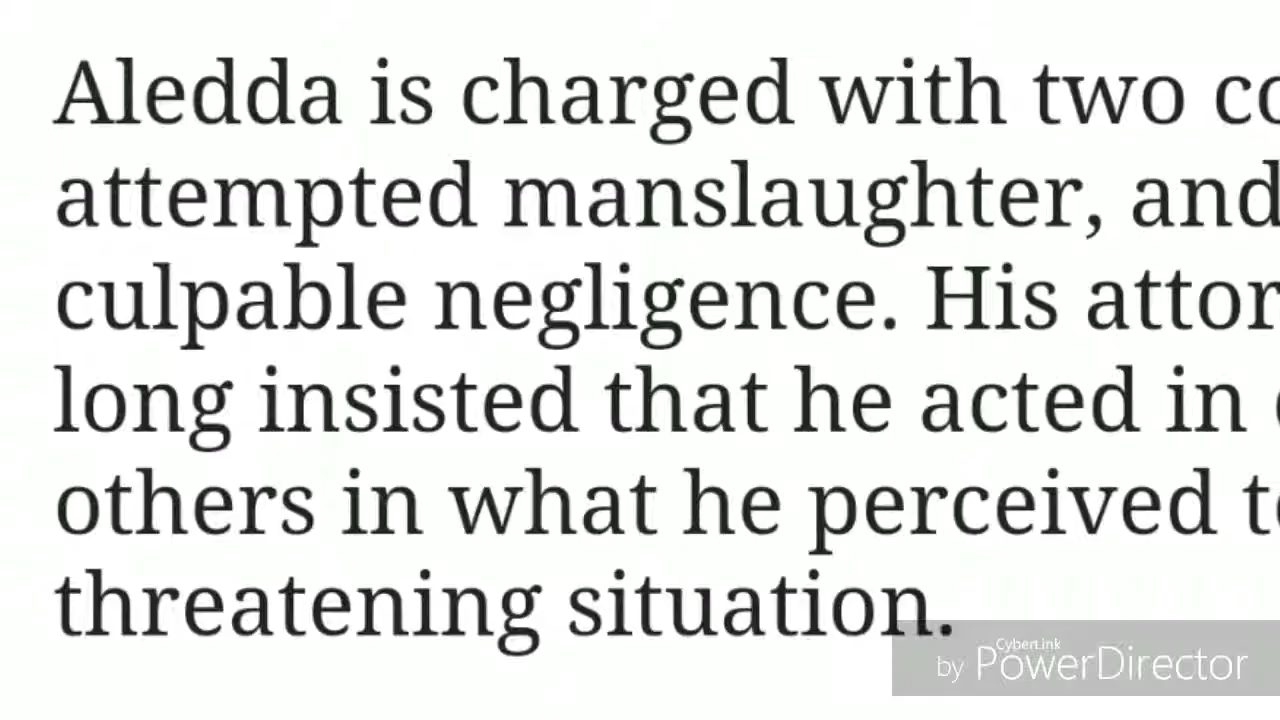 Aledda is charged with two
attempted manslaughter, and
culpable negligence. His
long insisted that he acted in
others in what he perceived
threatening situation.
CyberLink
by PowerDirector